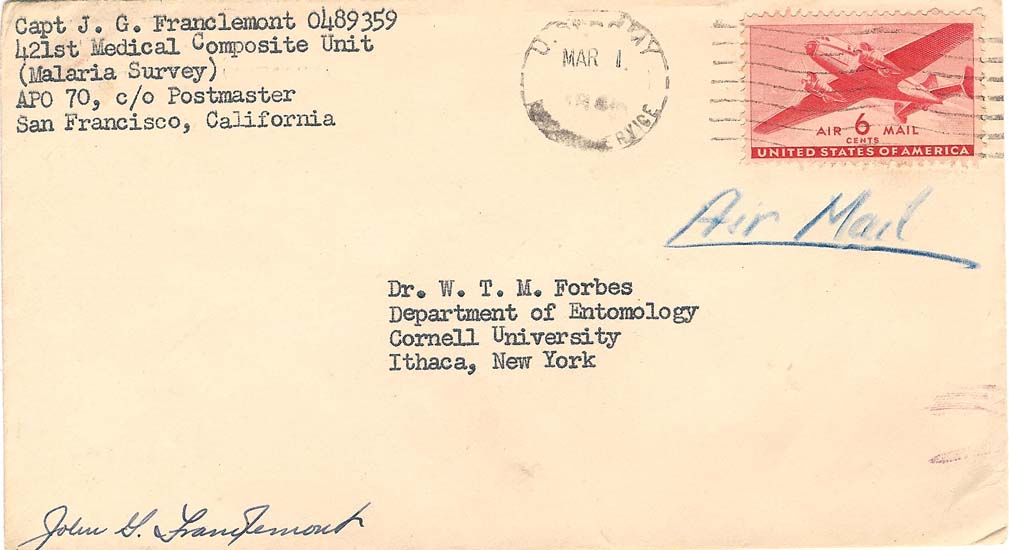 Capt J. G. Franclemont 0489359
421st Medical Composite Unit
(Malaria Survey)
APO 70, c/o Postmaster
San Francisco, California
U.S. ARMY
MAR 1
SERVICE
AIR 6 MAIL
CENTS
UNITED STATES OF AMERICA
Air Mail
Dr. W. T. M. Forbes
Department of Entomology
Cornell University
Ithaca, New York
John G. Franclemont